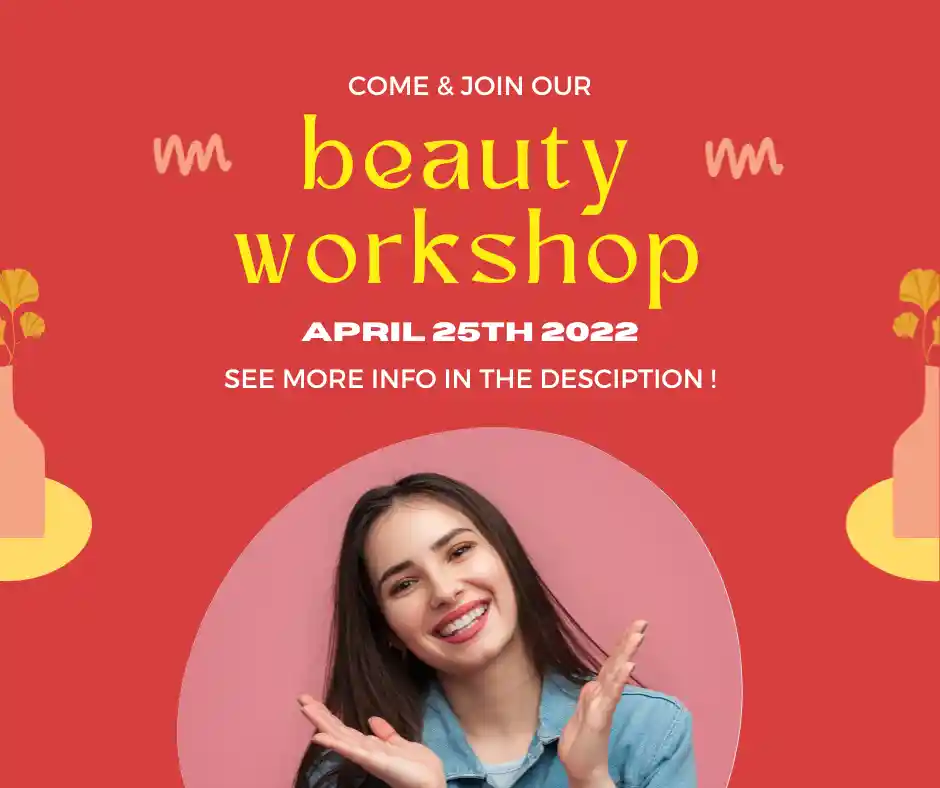 COME & JOIN OUR
beauty
workshop
APRIL 25TH 2022
SEE MORE INFO IN THE DESCIPTION !